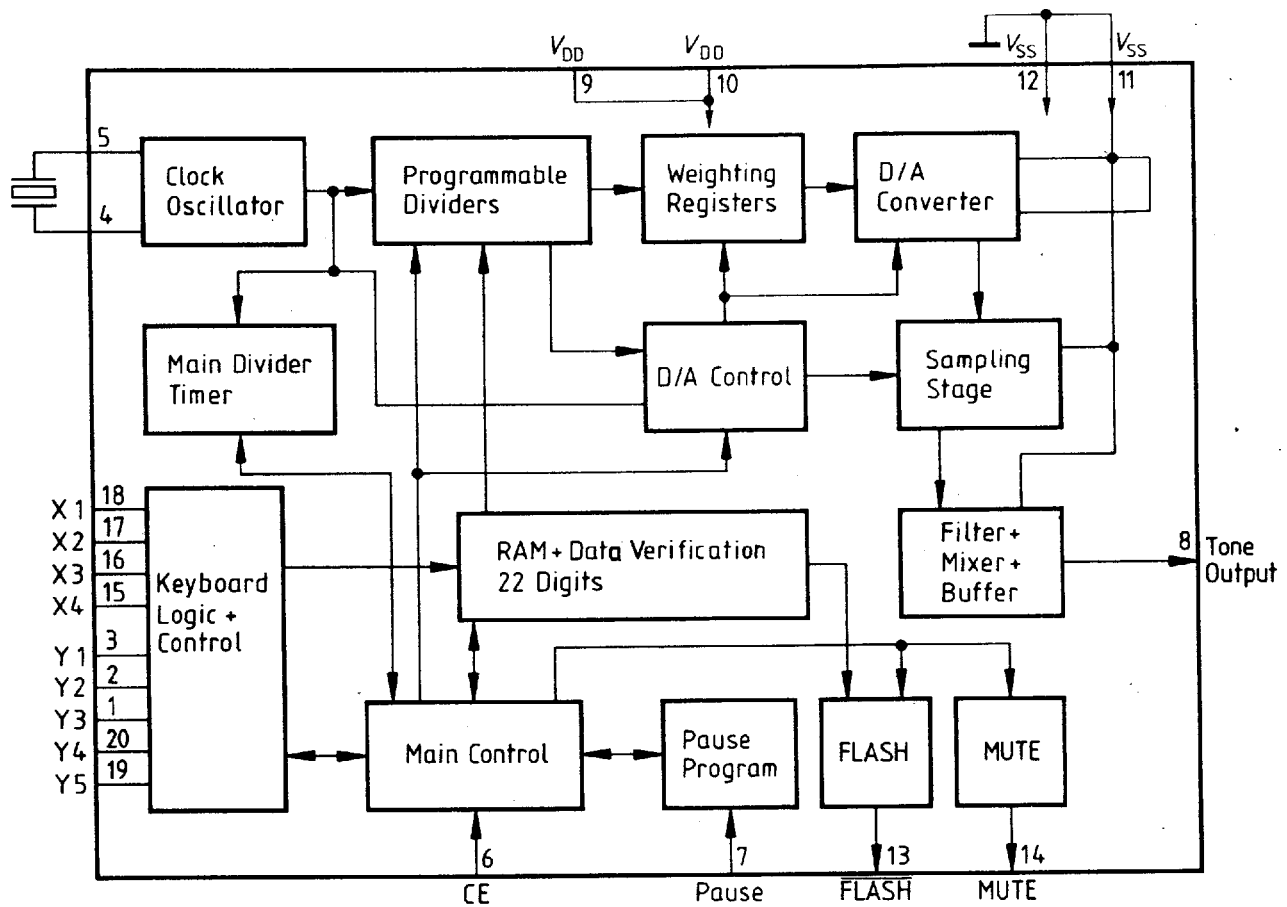 V_DD V_DD V_SS V_SS
9 10 12 11
5
4
Clock
Oscillator
Programmable
Dividers
Weighting
Registers
D/A
Converter
Main Divider
Timer
D/A Control
Sampling
Stage
X1 18
X2 17
X3 16
X4 15
Y1 3
Y2 2
Y3 1
Y4 20
Y5 19
Keyboard
Logic +
Control
RAM + Data Verification
22 Digits
Filter +
Mixer +
Buffer
8 Tone
Output
Main Control
Pause
Program
FLASH
MUTE
6 7 13 14
CE Pause F̅L̅A̅S̅H̅ MUTE